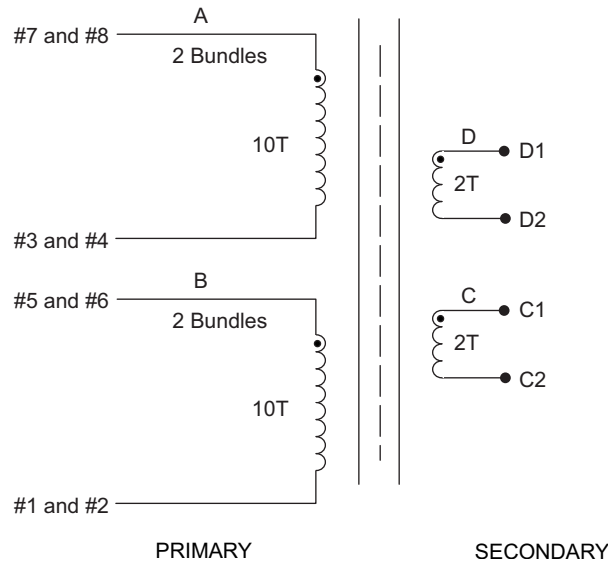 A
#7 and #8
2 Bundles
10T
#3 and #4
B
#5 and #6
2 Bundles
10T
#1 and #2
PRIMARY
D
D1
2T
D2
C
C1
2T
C2
SECONDARY